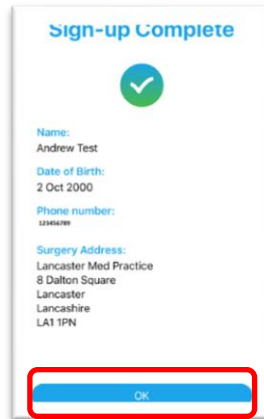 Sign-up Complete
Name:
Andrew Test
Date of Birth:
2 Oct 2000
Phone number:
123456789
Surgery Address:
Lancaster Med Practice
8 Dalton Square
Lancaster
Lancashire
LA1 1PN
OK